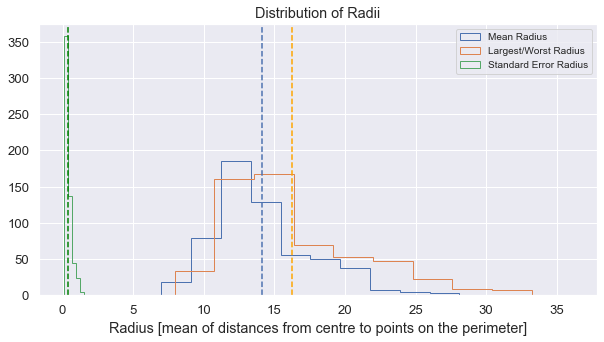 Distribution of Radii
Mean Radius
Largest/Worst Radius
Standard Error Radius
350
300
250
200
150
100
50
0
0 5 10 15 20 25 30 35
Radius [mean of distances from centre to points on the perimeter]